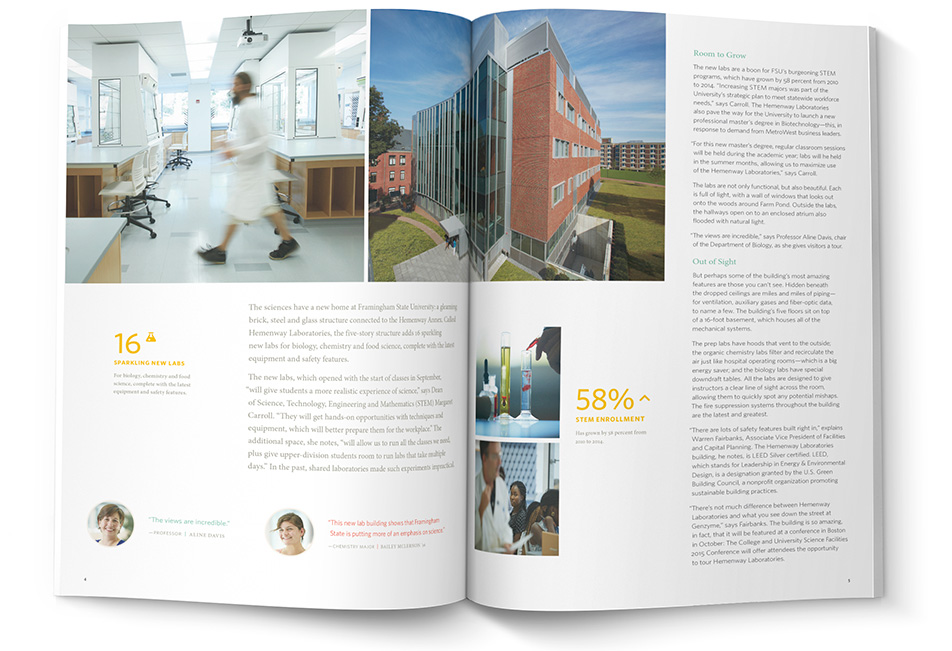 16
SPARKLING NEW LABS
For biology, chemistry and food
science, complete with the latest
equipment and safety features.
The sciences have a new home at Framingham State University: a gleaming
brick, steel and glass structure connected to the Hemenway Annex. Called
Hemenway Laboratories, the five-story structure adds 16 sparkling
new labs for biology, chemistry and food science, complete with the latest
equipment and safety features.
The new labs, which opened with the start of classes in September,
"will give students a more realistic experience of science," says Dean
of Science, Technology, Engineering and Mathematics (STEM) Margaret
Carroll. "They will get hands-on opportunities with techniques and
equipment, which will better prepare them for the workplace." The
additional space, she notes, "will allow us to run all the classes we need,
plus give upper-division students room to run labs that take multiple
days." In the past, shared laboratories made such experiments impractical.
"The views are incredible."
—PROFESSOR | ALINE DAVIS
"This new lab building shows that Framingham
State is putting more of an emphasis on science."
—CHEMISTRY MAJOR | BAILEY
4
58%
STEM ENROLLMENT
Has grown by 58 percent from
2010 to 2014.
Room to Grow
The new labs are a boon for FSU's burgeoning STEM
programs, which have grown by 58 percent from 2010
to 2014. "Increasing STEM majors was part of the
University's strategic plan to meet statewide workforce
needs," says Carroll. The Hemenway Laboratories
also pave the way for the University to launch a new
professional master's degree in Biotechnology—this, in
response to demand from MetroWest business leaders.
"For this new master's degree, regular classroom sessions
will be held during the academic year; labs will be held
in the summer months, allowing us to maximize use
of the Hemenway Laboratories," says Carroll.
The labs are not only functional, but also beautiful. Each
is full of light, with a wall of windows that looks out
onto the woods around Farm Pond. Outside the labs,
the hallways open on to an enclosed atrium also
flooded with natural light.
"The views are incredible," says Professor Aline Davis, chair
of the Department of Biology, as she gives visitors a tour.
Out of Sight
But perhaps some of the building's most amazing
features are those you can't see. Hidden beneath
the dropped ceilings are miles and miles of piping—
for ventilation, auxiliary gases and fiber-optic data,
to name a few. The building's five floors sit on top
of a 16-foot basement, which houses all of the
mechanical systems.
The prep labs have hoods that vent to the outside,
the organic chemistry labs filter and recirculate the
air just like hospital operating rooms—which is a big
energy saver; and the biology labs have special
downdraft tables. All the labs are designed to give
instructors a clear line of sight across the room,
allowing them to quickly spot any potential mishaps.
The fire suppression systems throughout the building
are the latest and greatest.
"There are lots of safety features built right in," explains
Warren Fairbanks, Associate Vice President of Facilities
and Capital Planning. The Hemenway Laboratories
building, he notes, is LEED Silver certified. LEED,
which stands for Leadership in Energy & Environmental
Design, is a designation granted by the U.S. Green
Building Council, a nonprofit organization promoting
sustainable building practices.
"There's not much difference between Hemenway
Laboratories and what you see down the street at
Genzyme," says Fairbanks. The building is so amazing,
in fact, that it will be featured at a conference in Boston
in October: The College and University Science Facilities
2015 Conference will offer attendees the opportunity
to tour Hemenway Laboratories.
5